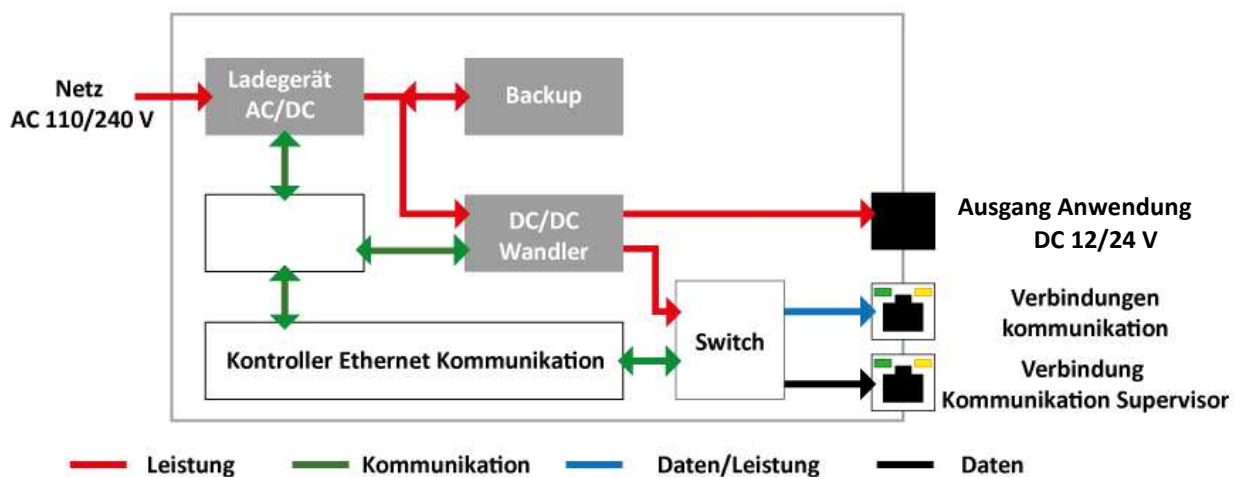 Netz
AC 110/240 V
Ladegerät
AC/DC
Backup
DC/DC
Wandler
Ausgang Anwendung
DC 12/24 V
Kontroller Ethernet Kommunikation
Switch
Verbindungen
kommunikation
Verbindung
Kommunikation Supervisor
Leistung
Kommunikation
Daten/Leistung
Daten